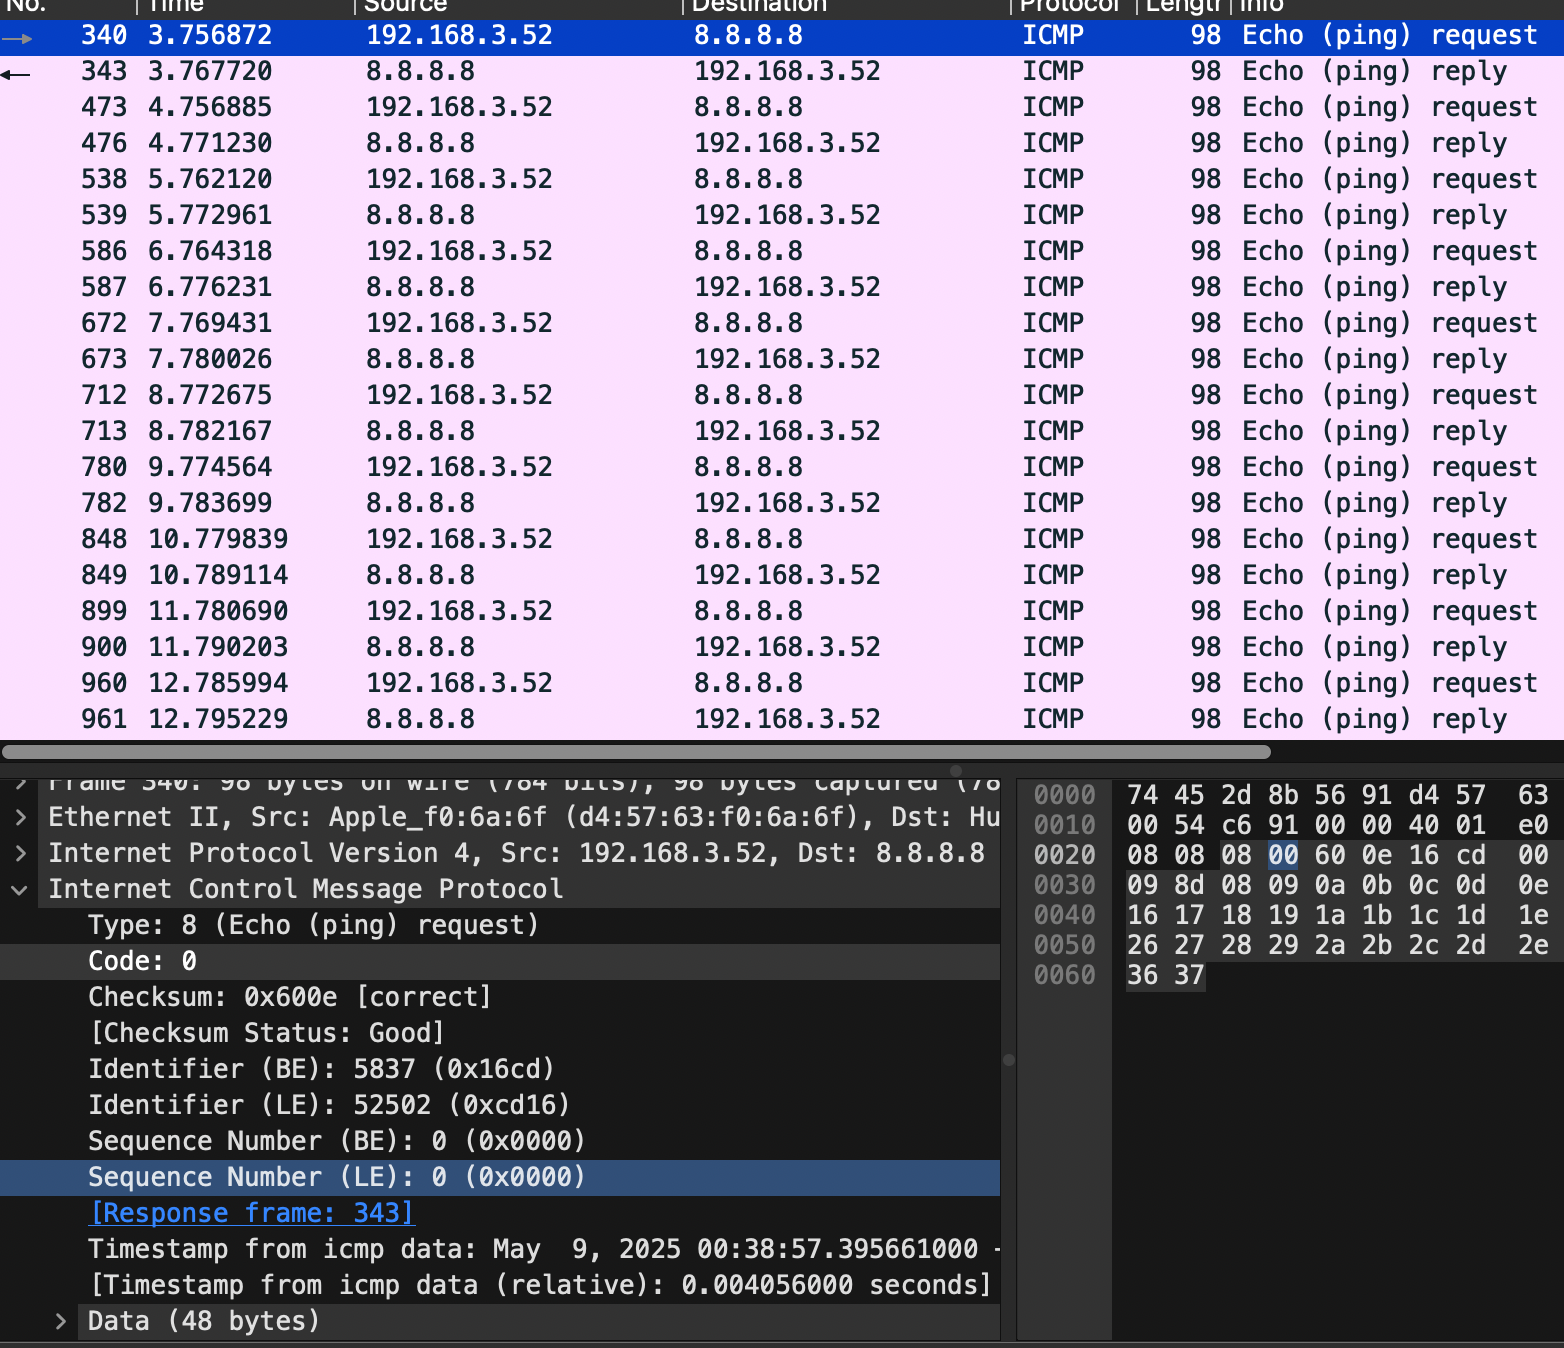 No. Time Source Destination Protocol Length Info
340 3.756872 192.168.3.52 8.8.8.8 ICMP 98 Echo (ping) request
343 3.767720 8.8.8.8 192.168.3.52 ICMP 98 Echo (ping) reply
473 4.756885 192.168.3.52 8.8.8.8 ICMP 98 Echo (ping) request
476 4.771230 8.8.8.8 192.168.3.52 ICMP 98 Echo (ping) reply
538 5.762120 192.168.3.52 8.8.8.8 ICMP 98 Echo (ping) request
539 5.772961 8.8.8.8 192.168.3.52 ICMP 98 Echo (ping) reply
586 6.764318 192.168.3.52 8.8.8.8 ICMP 98 Echo (ping) request
587 6.776231 8.8.8.8 192.168.3.52 ICMP 98 Echo (ping) reply
672 7.769431 192.168.3.52 8.8.8.8 ICMP 98 Echo (ping) request
673 7.780026 8.8.8.8 192.168.3.52 ICMP 98 Echo (ping) reply
712 8.772675 192.168.3.52 8.8.8.8 ICMP 98 Echo (ping) request
713 8.782167 8.8.8.8 192.168.3.52 ICMP 98 Echo (ping) reply
780 9.774564 192.168.3.52 8.8.8.8 ICMP 98 Echo (ping) request
782 9.783699 8.8.8.8 192.168.3.52 ICMP 98 Echo (ping) reply
848 10.779839 192.168.3.52 8.8.8.8 ICMP 98 Echo (ping) request
849 10.789114 8.8.8.8 192.168.3.52 ICMP 98 Echo (ping) reply
899 11.780690 192.168.3.52 8.8.8.8 ICMP 98 Echo (ping) request
900 11.790203 8.8.8.8 192.168.3.52 ICMP 98 Echo (ping) reply
960 12.785994 192.168.3.52 8.8.8.8 ICMP 98 Echo (ping) request
961 12.795229 8.8.8.8 192.168.3.52 ICMP 98 Echo (ping) reply
Frame 340: 98 bytes on wire (784 bits), 98 bytes captured (78
Ethernet II, Src: Apple_f0:6a:6f (d4:57:63:f0:6a:6f), Dst: Hu
Internet Protocol Version 4, Src: 192.168.3.52, Dst: 8.8.8.8
Internet Control Message Protocol
Type: 8 (Echo (ping) request)
Code: 0
Checksum: 0x600e [correct]
[Checksum Status: Good]
Identifier (BE): 5837 (0x16cd)
Identifier (LE): 52502 (0xcd16)
Sequence Number (BE): 0 (0x0000)
Sequence Number (LE): 0 (0x0000)
[Response frame: 343]
Timestamp from icmp data: May  9, 2025 00:38:57.395661000
[Timestamp from icmp data (relative): 0.004056000 seconds]
Data (48 bytes)
0000 74 45 2d 8b 56 91 d4 57 63
0010 00 54 c6 91 00 00 40 01 e0
0020 08 08 08 00 60 0e 16 cd 00
0030 09 8d 08 09 0a 0b 0c 0d 0e
0040 16 17 18 19 1a 1b 1c 1d 1e
0050 26 27 28 29 2a 2b 2c 2d 2e
0060 36 37